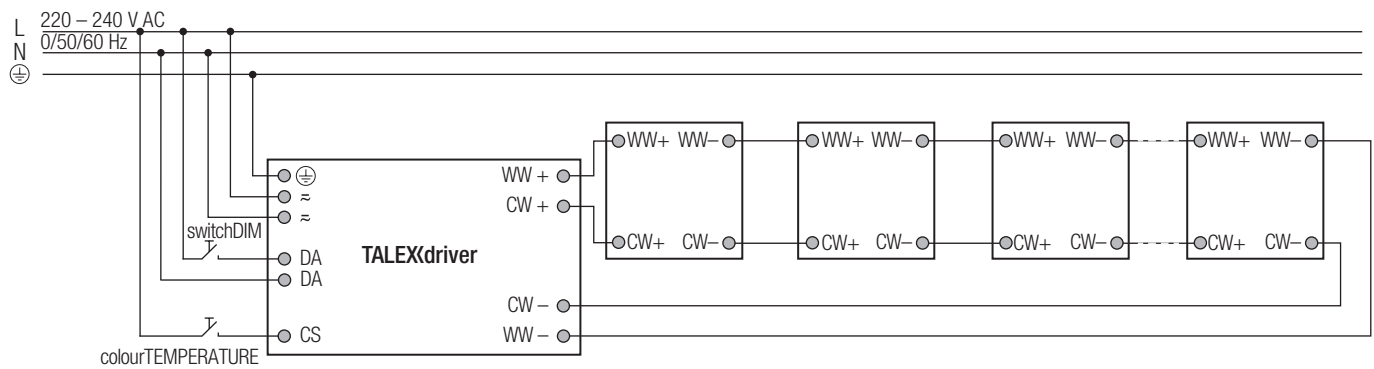 L 220 – 240 V AC
N 0/50/60 Hz
WW+ WW– WW+ WW– WW+ WW– WW+ WW–
WW +
≂
CW +
≂
switchDIM
CW+ CW– CW+ CW– CW+ CW– CW+ CW–
DA TALEXXdriver
DA
CW –
CS WW –
colourTEMPERATURE